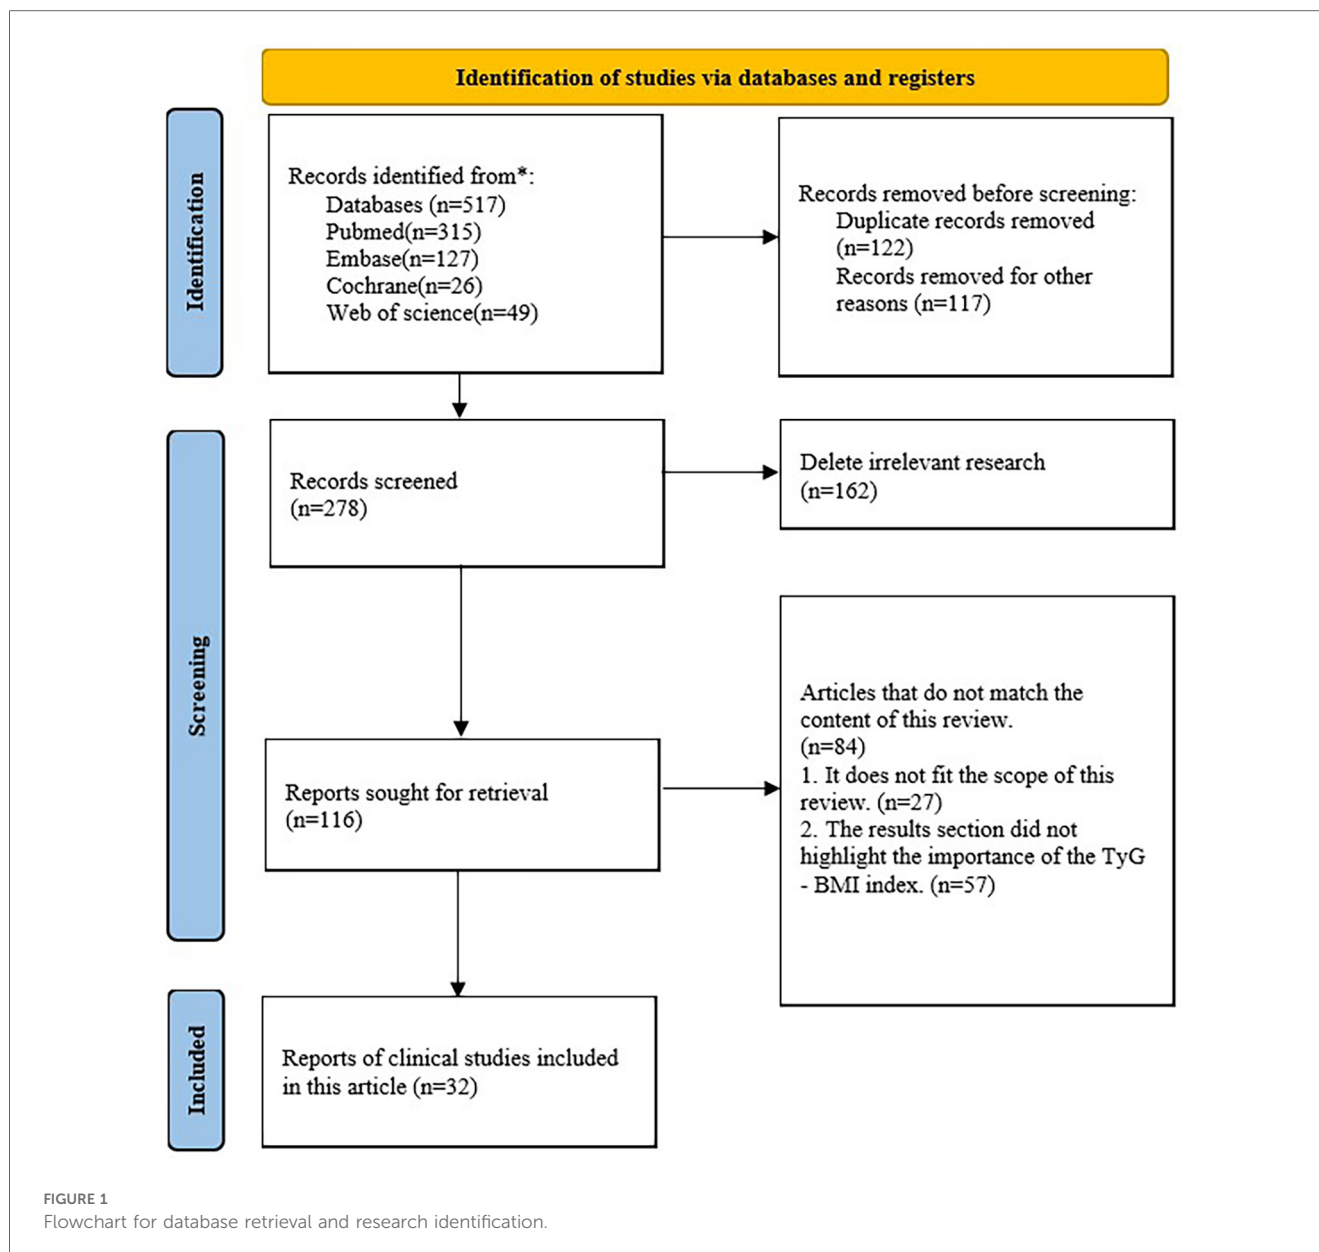 Identification of studies via databases and registers
Identification
Records identified from*:
Databases (n=517)
Pubmed(n=315)
Embase(n=127)
Cochrane(n=26)
Web of science(n=49)
Records removed before screening:
Duplicate records removed
(n=122)
Records removed for other
reasons (n=117)
Screening
Records screened
(n=278)
Delete irrelevant research
(n=162)
Reports sought for retrieval
(n=116)
Articles that do not match the
content of this review.
(n=84)
1. It does not fit the scope of this
review. (n=27)
2. The results section did not
highlight the importance of the TyG
- BMI index. (n=57)
Included
Reports of clinical studies included
in this article (n=32)
FIGURE 1
Flowchart for database retrieval and research identification.